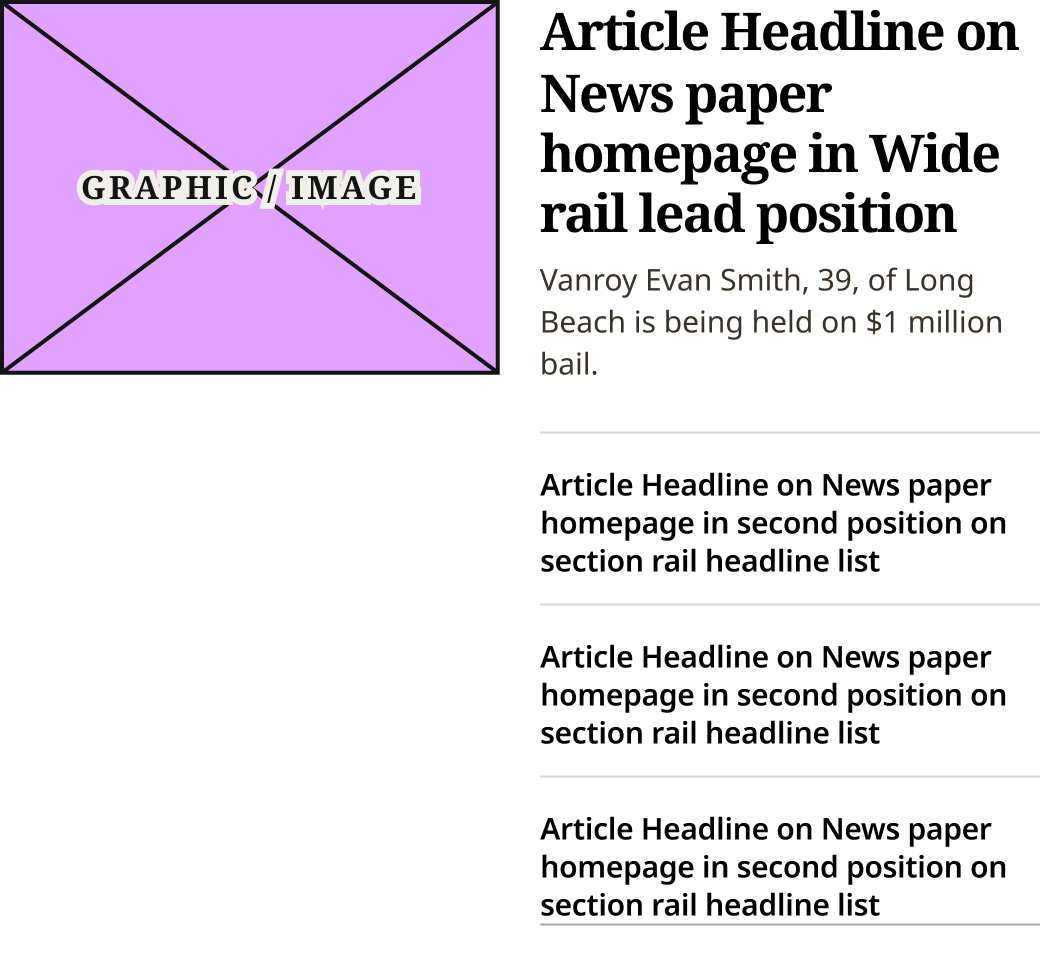 GRAPHIC / IMAGE
Article Headline on
News paper
homepage in Wide
rail lead position
Vanroy Evan Smith, 39, of Long
Beach is being held on $1 million
bail.
Article Headline on News paper
homepage in second position on
section rail headline list
Article Headline on News paper
homepage in second position on
section rail headline list
Article Headline on News paper
homepage in second position on
section rail headline list